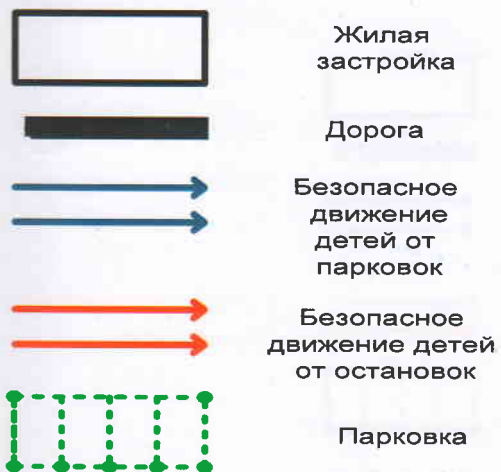 Жилая
застройка
Дорога
Безопасное
движение
детей от
парковок
Безопасное
движение детей
от остановок
Парковка